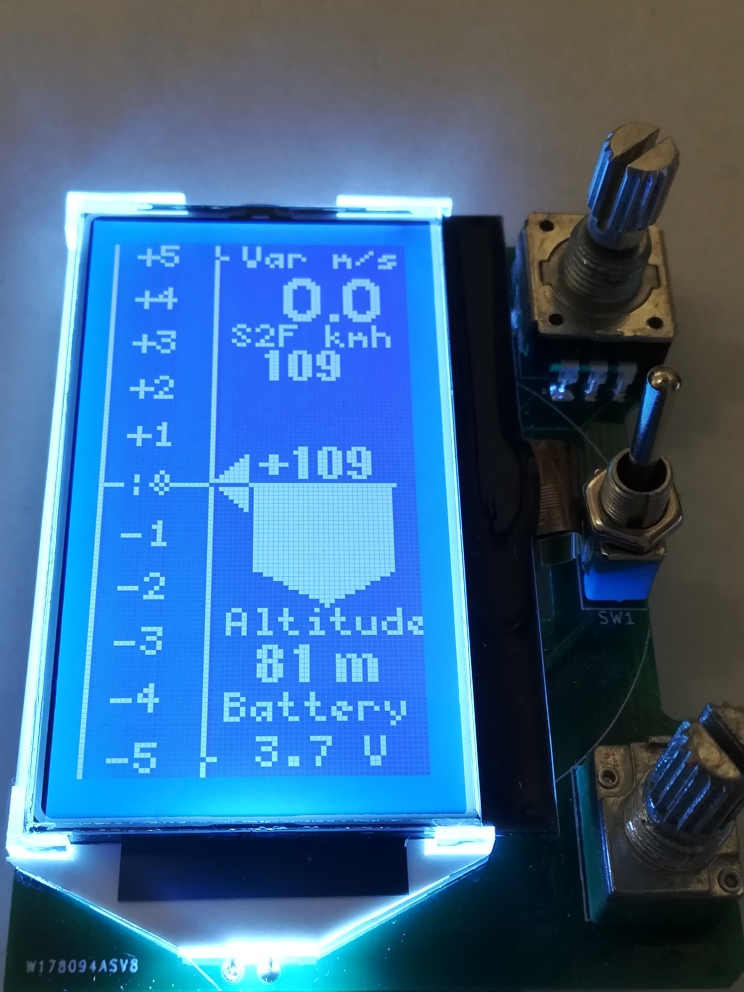 +5
+4
+3
+2
+1
-1
-2
-3
-4
-5
Var m/s
0.0
S2F kmh
109
+109
Altitude
81 m
Battery
3.7 V
SW1
W178094ASV8